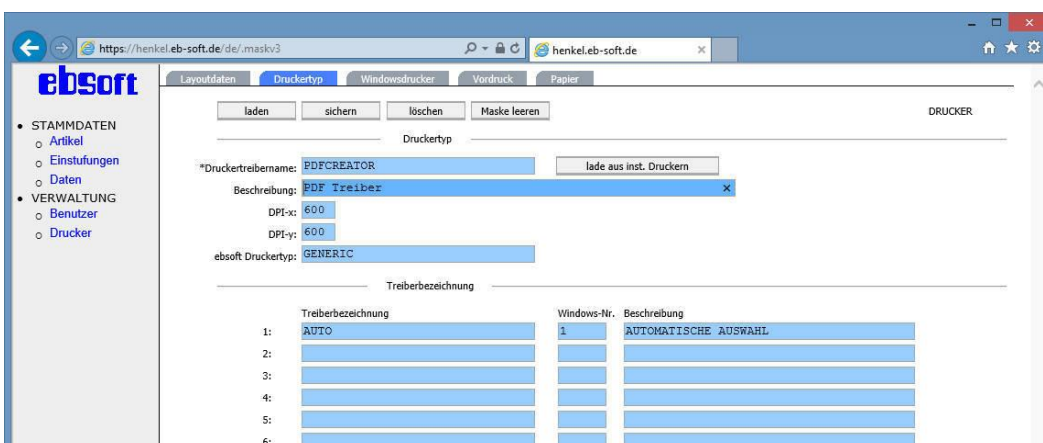 https://henkel.eb-soft.de/de/.maskv3
henkel.eb-soft.de
ebsoft
Layoutdaten Druckertyp Windowsdrucker Vordruck Papier
laden sichern löschen Maske leeren DRUCKER
STAMMDATEN
Artikel
Einstufungen
Daten
VERWALTUNG
Benutzer
Drucker
Druckertyp
*Druckertreibername: PDFCREATOR lade aus inst. Druckern
Beschreibung: PDF Treiber
DPI-x: 600
DPI-y: 600
ebsoft Druckertyp: GENERIC
Treiberbezeichnung
Treiberbezeichnung Windows-Nr. Beschreibung
1: AUTO 1 AUTOMATISCHE AUSWAHL
2:
3:
4:
5:
6: